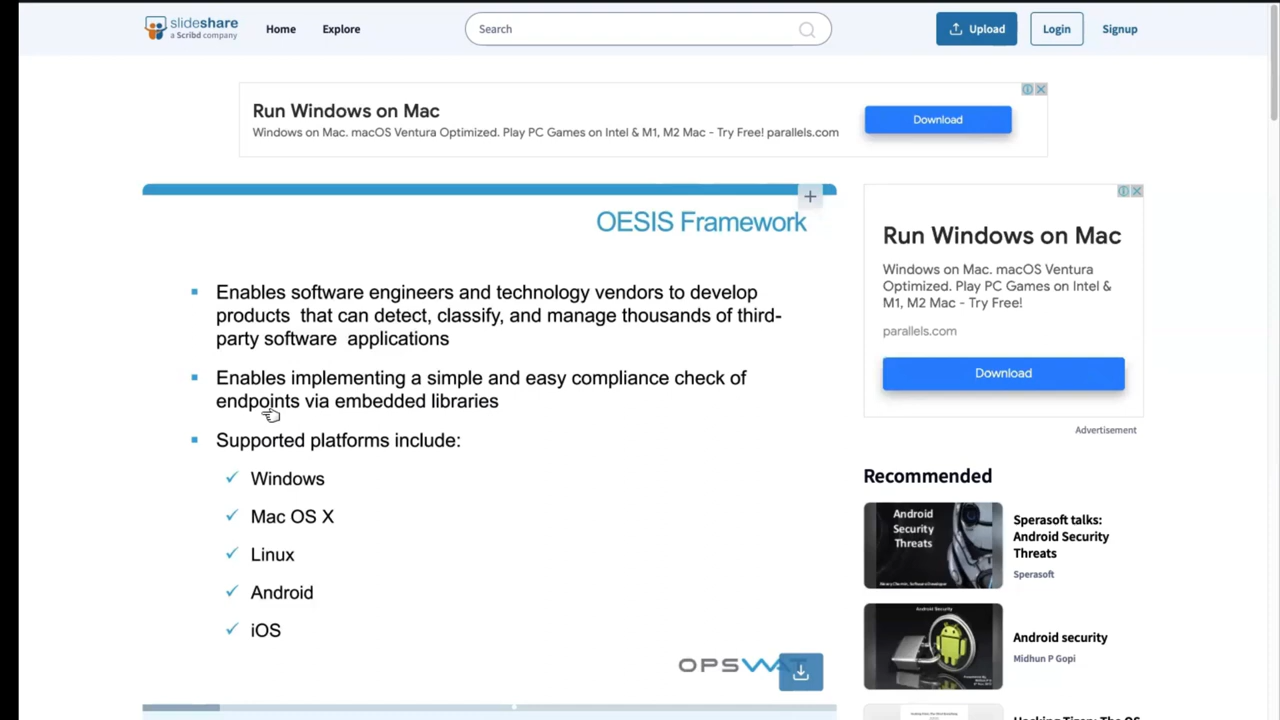 slideshare
a Scribd company
Home
Explore
Search
Upload
Login
Signup
Run Windows on Mac
Windows on Mac. macOS Ventura Optimized. Play PC Games on Intel & M1, M2 Mac - Try Free! parallels.com
Download
OESIS Framework
Enables software engineers and technology vendors to develop
products that can detect, classify, and manage thousands of third-
party software applications
Enables implementing a simple and easy compliance check of
endpoints via embedded libraries
Supported platforms include:
Windows
Mac OS X
Linux
Android
iOS
Run Windows on Mac
Windows on Mac. macOS Ventura
Optimized. Play PC Games on Intel &
M1, M2 Mac - Try Free!
parallels.com
Download
Advertisement
Recommended
Android
Security
Threats
Sperasoft talks:
Android Security
Threats
Sperasoft
Android Security
Android security
Midhun P Gopi